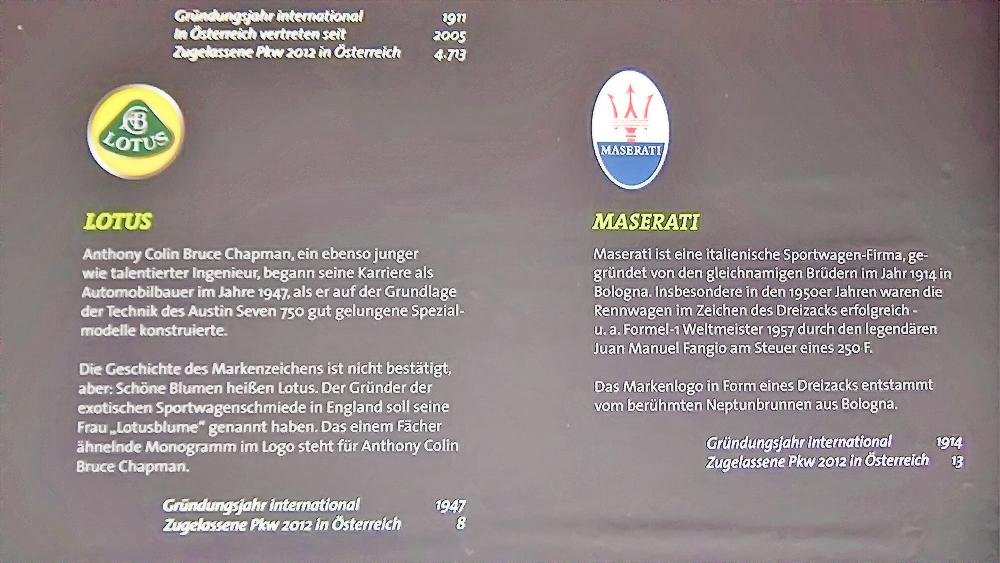 Gründungsjahr international 1911
In Österreich vertreten seit 2005
Zugelassene Pkw 2012 in Österreich 4.713
LOTUS
LOTUS
Anthony Colin Bruce Chapman, ein ebenso junger
wie talentierter Ingenieur, begann seine Karriere als
Automobilbauer im Jahre 1947, als er auf der Grundlage
der Technik des Austin Seven 750 gut gelungene Spezial-
modelle konstruierte.
Die Geschichte des Markenzeichens ist nicht bestätigt,
aber: Schöne Blumen heißen Lotus. Der Gründer der
exotischen Sportwagenschmiede in England soll seine
Frau „Lotusblume" genannt haben. Das einem Fächer
ähnelnde Monogramm im Logo steht für Anthony Colin
Bruce Chapman.
Gründungsjahr international 1947
Zugelassene Pkw 2012 in Österreich 8
MASERATI
MASERATI
Maserati ist eine italienische Sportwagen-Firma, ge-
gründet von den gleichnamigen Brüdern im Jahr 1914 in
Bologna. Insbesondere in den 1950er Jahren waren die
Rennwagen im Zeichen des Dreizacks erfolgreich -
u. a. Formel-1 Weltmeister 1957 durch den legendären
Juan Manuel Fangio am Steuer eines 250 F.
Das Markenlogo in Form eines Dreizacks entstammt
vom berühmten Neptunbrunnen aus Bologna.
Gründungsjahr international 1914
Zugelassene Pkw 2012 in Österreich 13